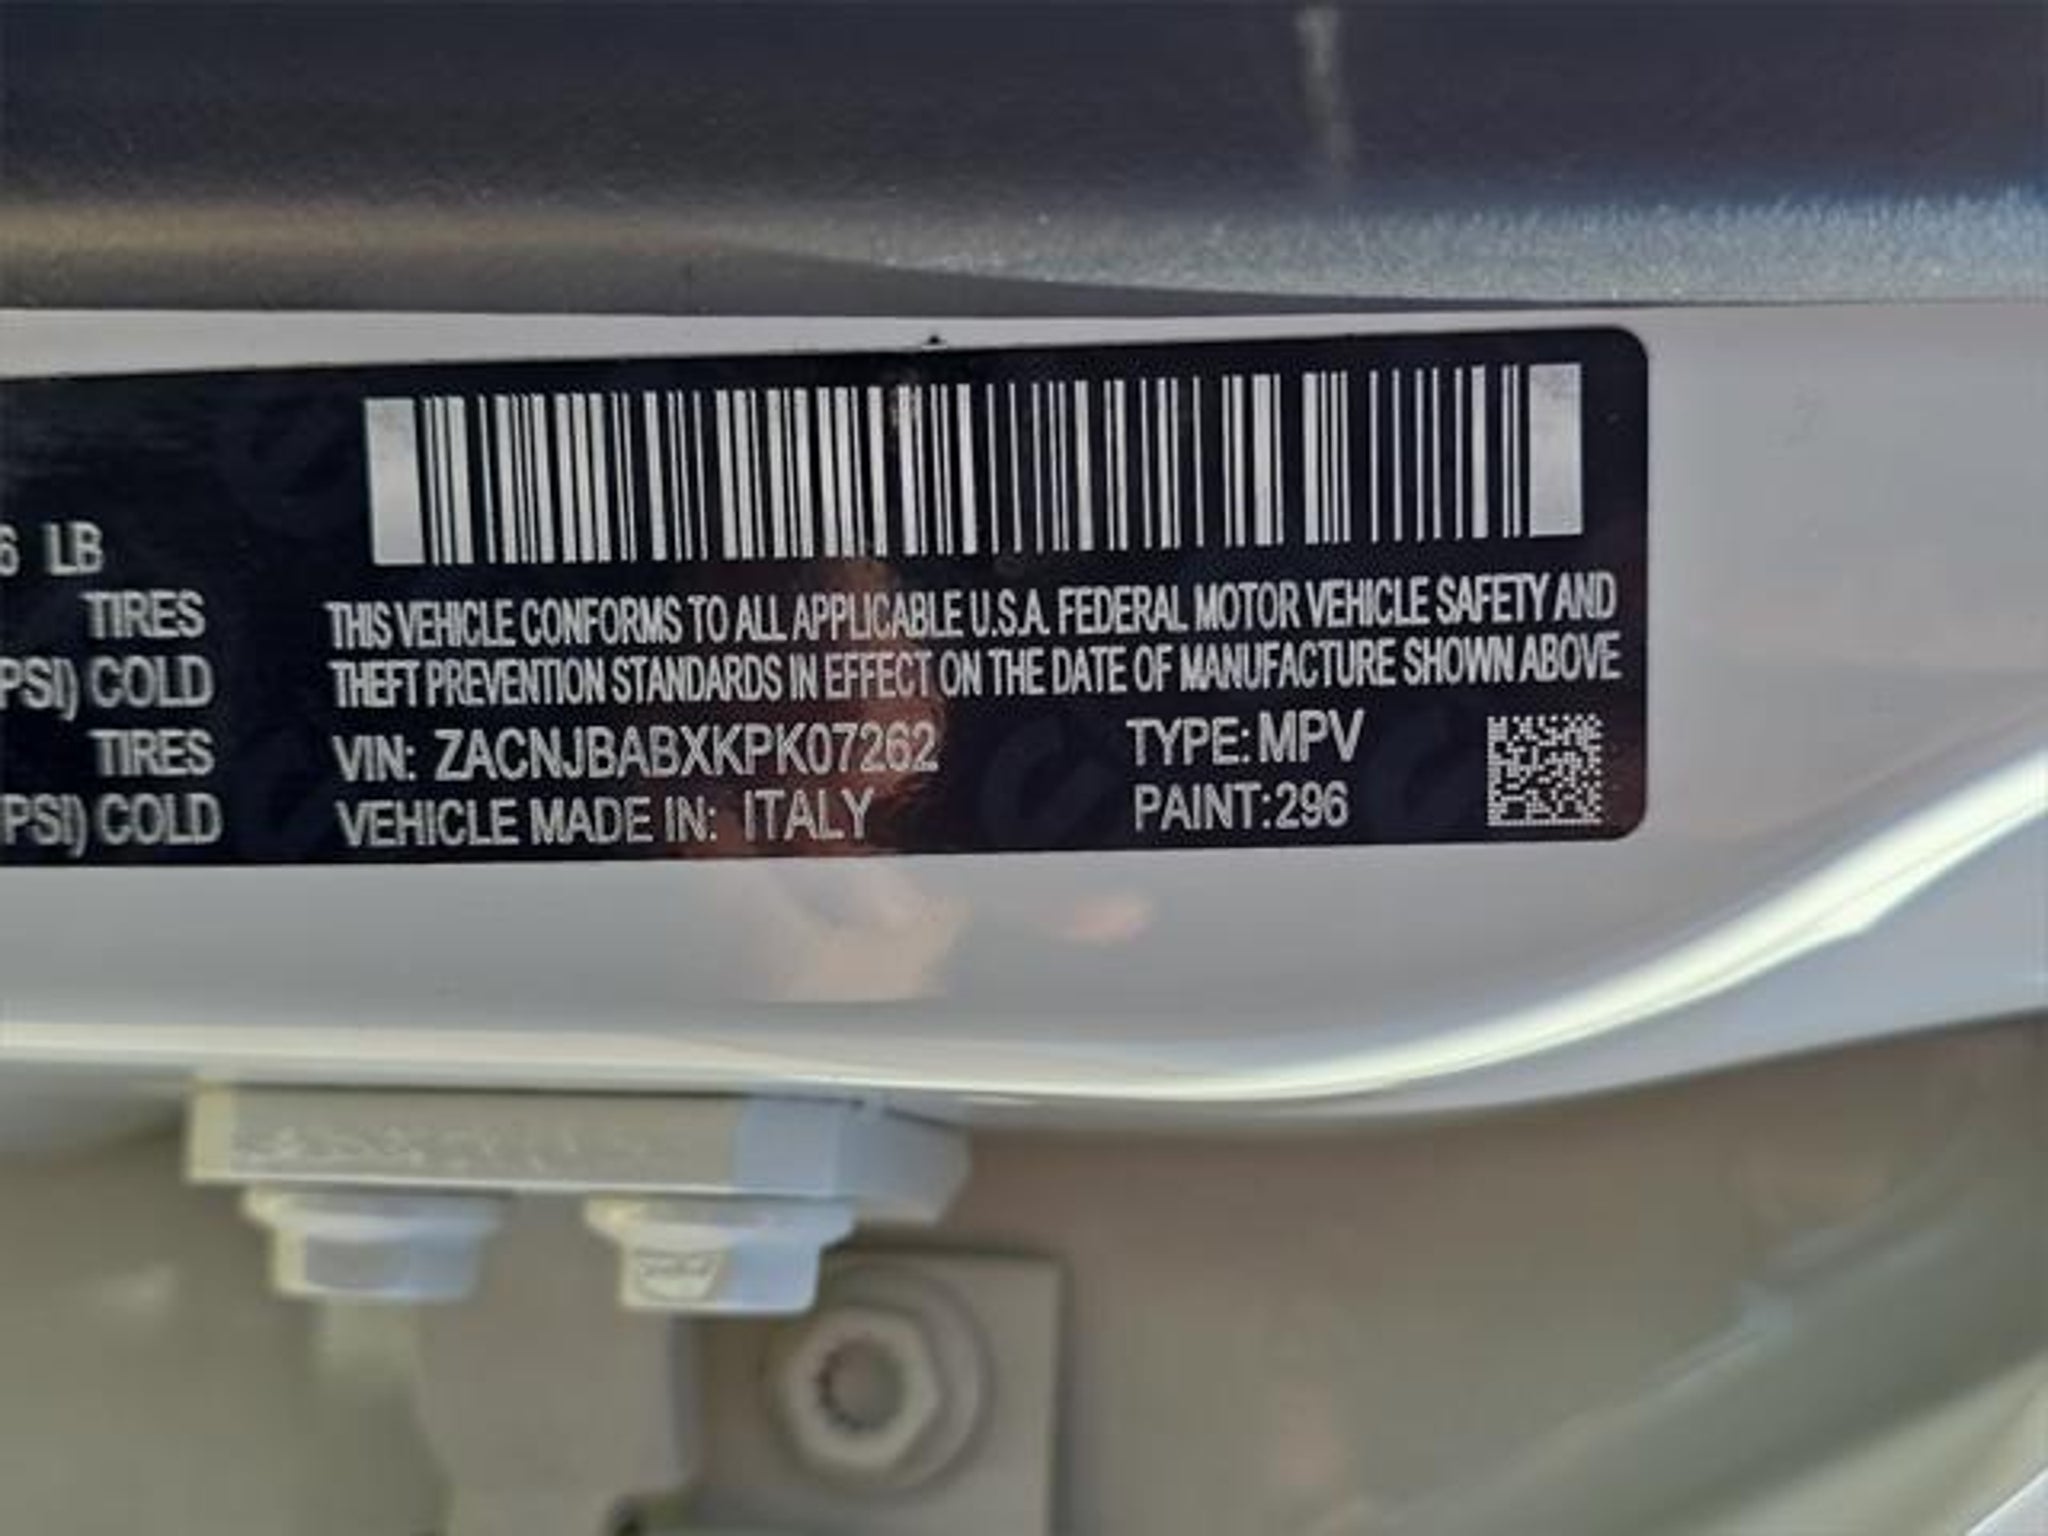 6 LB
TIRES
PSI) COLD
TIRES
PSI) COLD
THIS VEHICLE CONFORMS TO ALL APPLICABLE U.S.A. FEDERAL MOTOR VEHICLE SAFETY AND
THEFT PREVENTION STANDARDS IN EFFECT ON THE DATE OF MANUFACTURE SHOWN ABOVE
VIN: ZACNJBABXKPK07262 TYPE: MPV
VEHICLE MADE IN: ITALY PAINT: 296